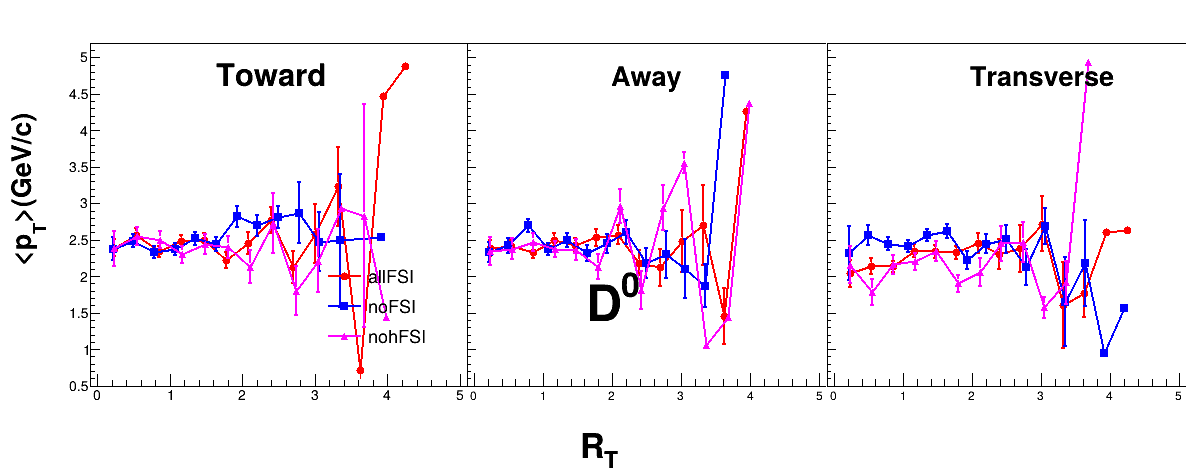 Toward
Away
Transverse
<p_T>(GeV/c)
5
4.5
4
3.5
3
2.5
2
1.5
1
0.5
allFSI
noFSI
nohFSI
D^0
0 1 2 3 4 5
0 1 2 3 4 5
0 1 2 3 4 5
R_T